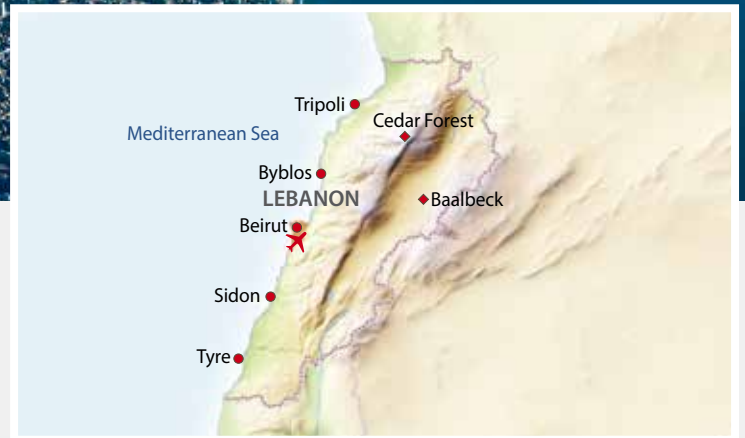 Tripoli
Cedar Forest
Mediterranean Sea
Byblos
LEBANON
Baalbeck
Beirut
Sidon
Tyre